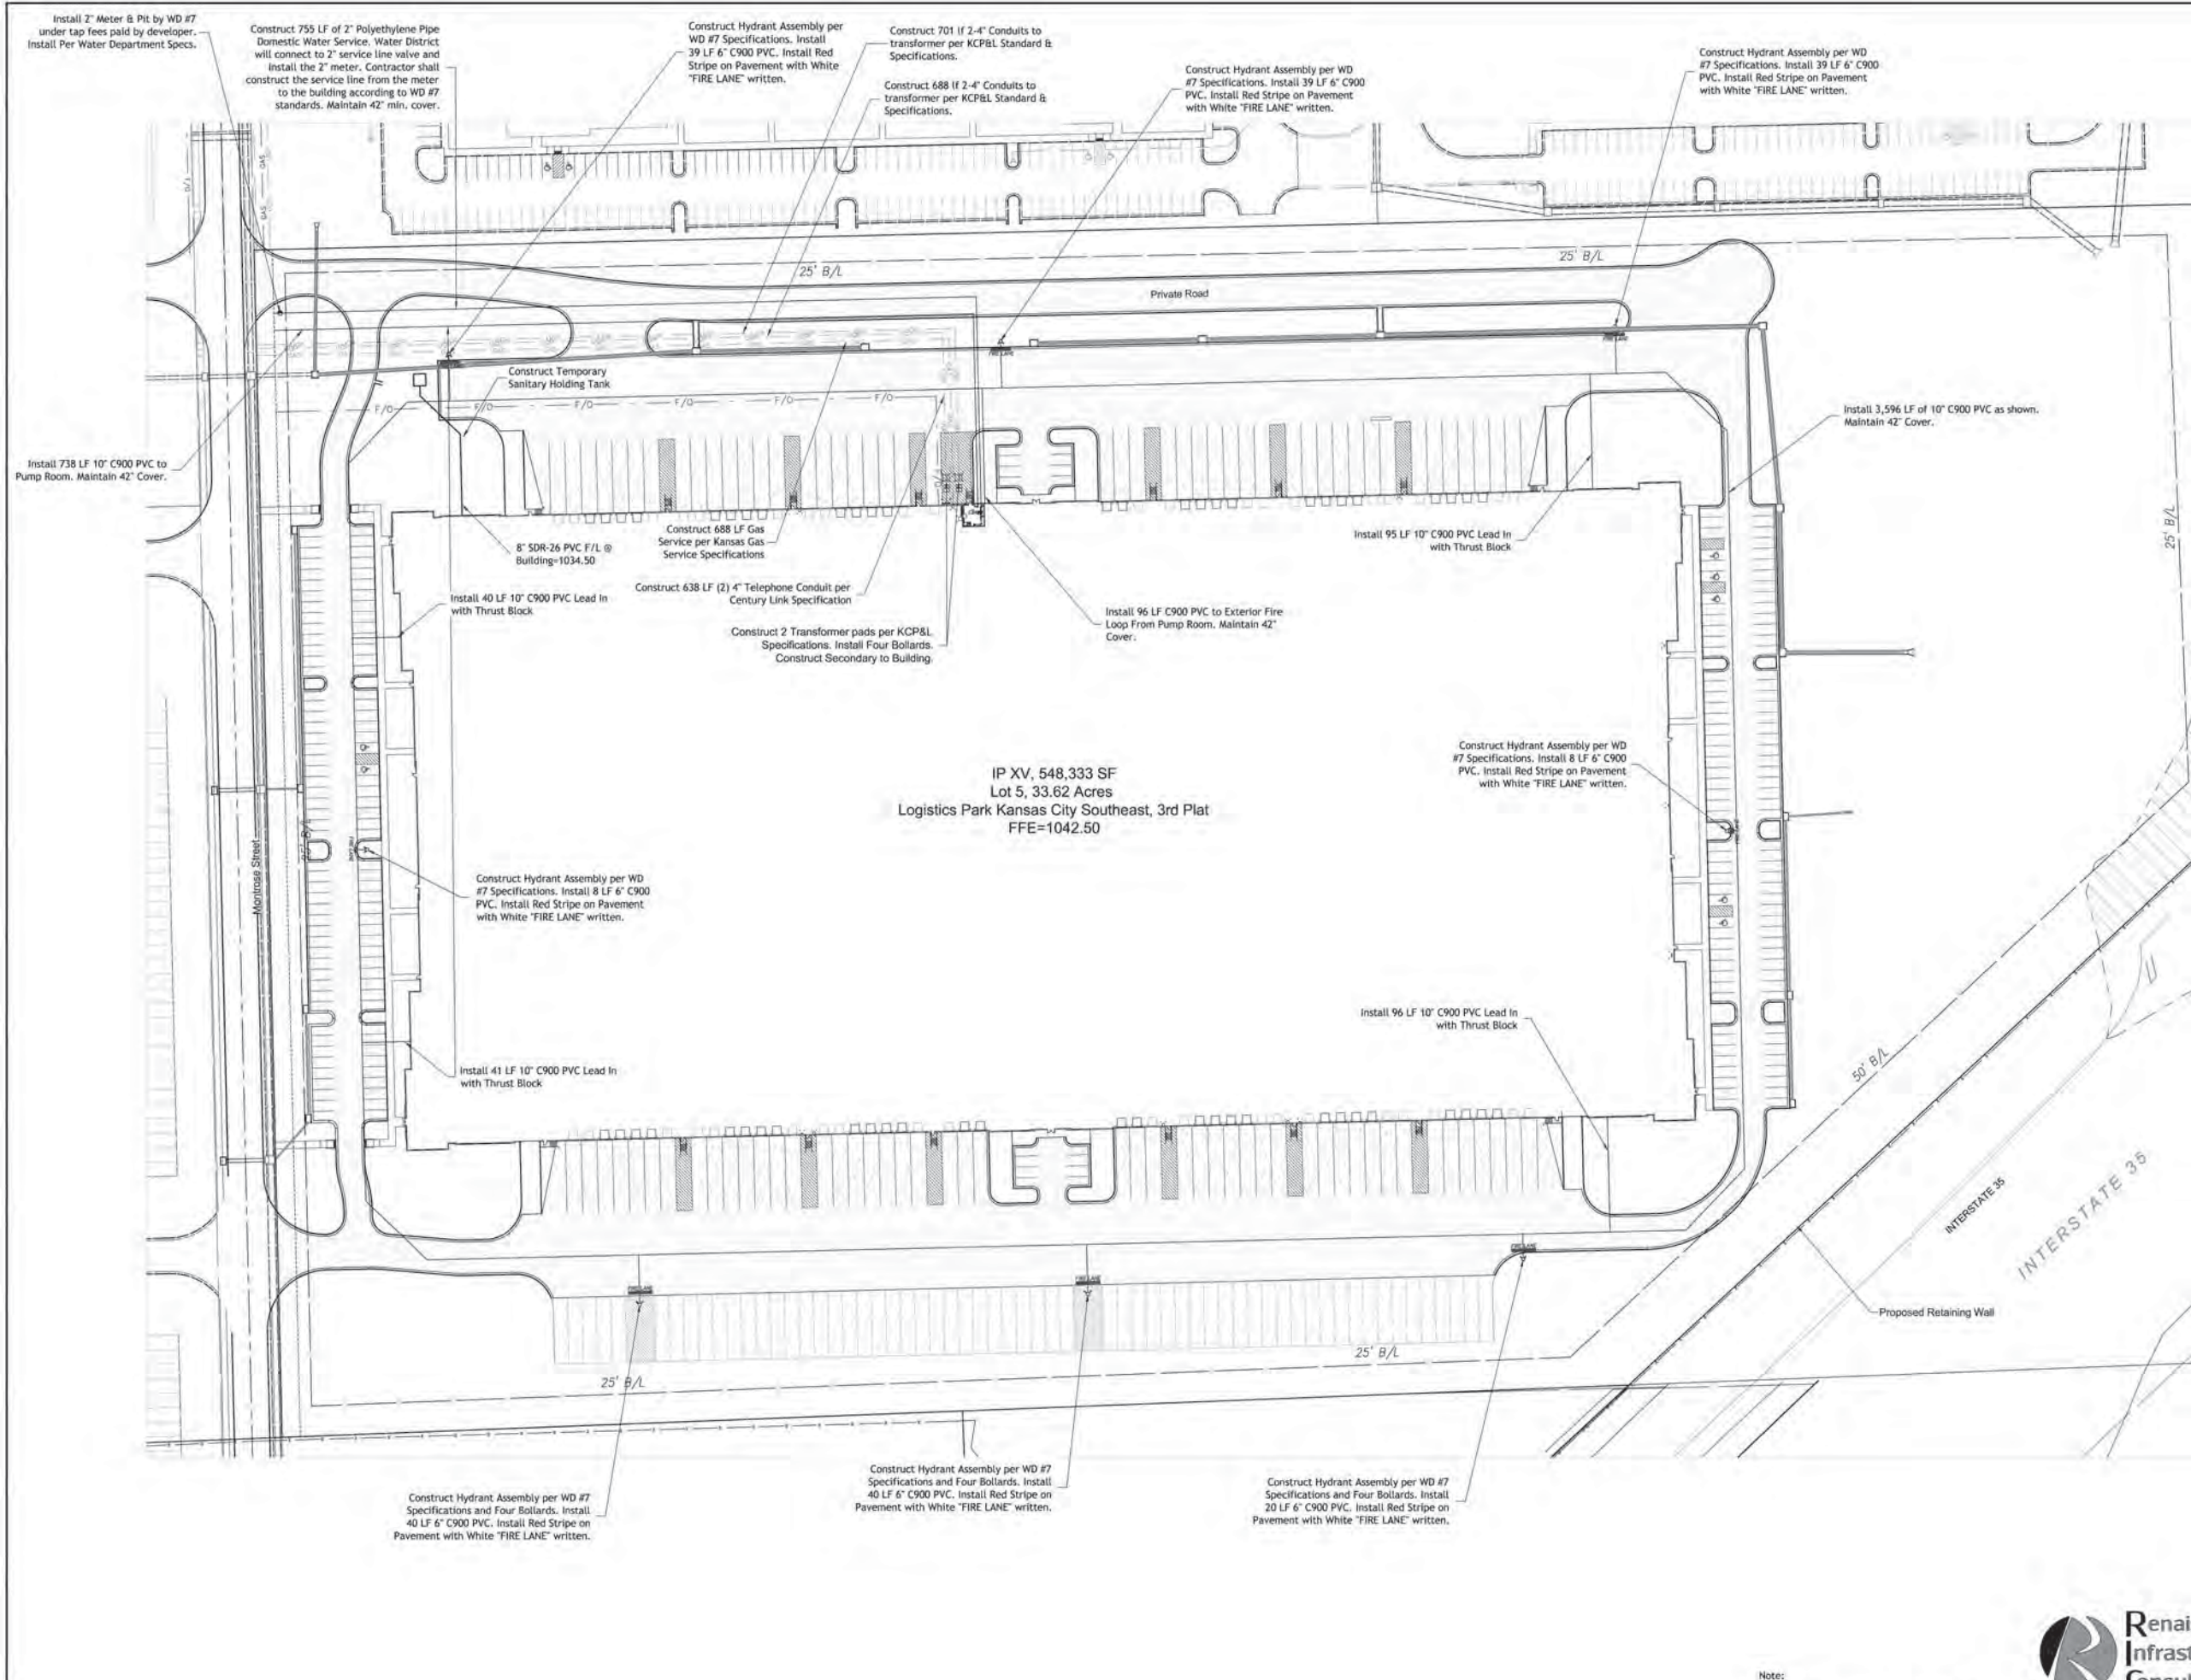 Install 2" Meter & Pit by WD #7
under tap fees paid by developer.
Install Per Water Department Specs.
Construct 755 LF of 2" Polyethylene Pipe
Domestic Water Service. Water District
will connect to 2" service line valve and
install the 2" meter. Contractor shall
construct the service line from the meter
to the building according to WD #7
standards. Maintain 42" min. cover.
Construct Hydrant Assembly per
WD #7 Specifications. Install
39 LF 6" C900 PVC. Install Red
Stripe on Pavement with White
"FIRE LANE" written.
Construct 701 lf 2-4" Conduits to
transformer per KCP&L Standard &
Specifications.
Construct 688 lf 2-4" Conduits to
transformer per KCP&L Standard &
Specifications.
Construct Hydrant Assembly per WD
#7 Specifications. Install 39 LF 6" C900
PVC. Install Red Stripe on Pavement
with White "FIRE LANE" written.
Construct Hydrant Assembly per WD
#7 Specifications. Install 39 LF 6" C900
PVC. Install Red Stripe on Pavement
with White "FIRE LANE" written.
GAS
GAS
25' B/L
25' B/L
Private Road
FIRE LANE
FIRE LANE
Construct Temporary
Sanitary Holding Tank
F/O
F/O
F/O
F/O
F/O
F/O
Install 3,596 LF of 10" C900 PVC as shown.
Maintain 42" Cover.
Install 738 LF 10" C900 PVC to
Pump Room. Maintain 42" Cover.
25' B/L
8" SDR-26 PVC F/L @
Building=1034.50
Construct 688 LF Gas
Service per Kansas Gas
Service Specifications
Install 95 LF 10" C900 PVC Lead In
with Thrust Block
Install 40 LF 10" C900 PVC Lead In
with Thrust Block
Construct 638 LF (2) 4" Telephone Conduit per
Century Link Specification
Install 96 LF C900 PVC to Exterior Fire
Loop From Pump Room. Maintain 42"
Cover.
Construct 2 Transformer pads per KCP&L
Specifications. Install Four Bollards.
Construct Secondary to Building.
IP XV, 548,333 SF
Lot 5, 33.62 Acres
Logistics Park Kansas City Southeast, 3rd Plat
FFE=1042.50
Construct Hydrant Assembly per WD
#7 Specifications. Install 8 LF 6" C900
PVC. Install Red Stripe on Pavement
with White "FIRE LANE" written.
Montrose Street
25' B/L
Construct Hydrant Assembly per WD
#7 Specifications. Install 8 LF 6" C900
PVC. Install Red Stripe on Pavement
with White "FIRE LANE" written.
Install 96 LF 10" C900 PVC Lead In
with Thrust Block
Install 41 LF 10" C900 PVC Lead In
with Thrust Block
50' B/L
INTERSTATE 35
INTERSTATE 35
FIRE LANE
FIRE LANE
FIRE LANE
Proposed Retaining Wall
25' B/L
25' B/L
Construct Hydrant Assembly per WD #7
Specifications and Four Bollards. Install
40 LF 6" C900 PVC. Install Red Stripe on
Pavement with White "FIRE LANE" written.
Construct Hydrant Assembly per WD #7
Specifications and Four Bollards. Install
40 LF 6" C900 PVC. Install Red Stripe on
Pavement with White "FIRE LANE" written.
Construct Hydrant Assembly per WD #7
Specifications and Four Bollards. Install
20 LF 6" C900 PVC. Install Red Stripe on
Pavement with White "FIRE LANE" written.
Renai
Infrast
Note: